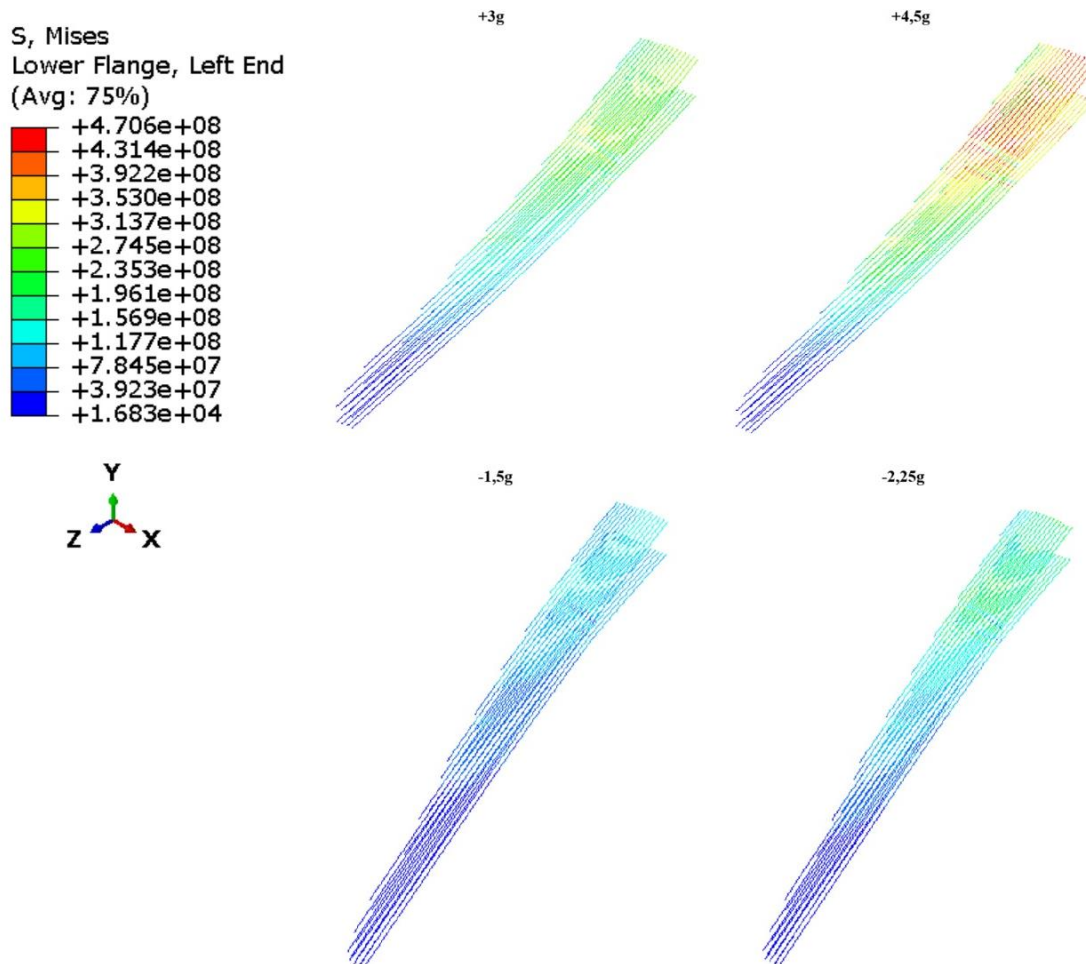 +3g
+4,5g
S, Mises
Lower Flange, Left End
(Avg: 75%)
+4.706e+08
+4.314e+08
+3.922e+08
+3.530e+08
+3.137e+08
+2.745e+08
+2.353e+08
+1.961e+08
+1.569e+08
+1.177e+08
+7.845e+07
+3.923e+07
+1.683e+04
Y
Z
X
-1,5g
-2,25g